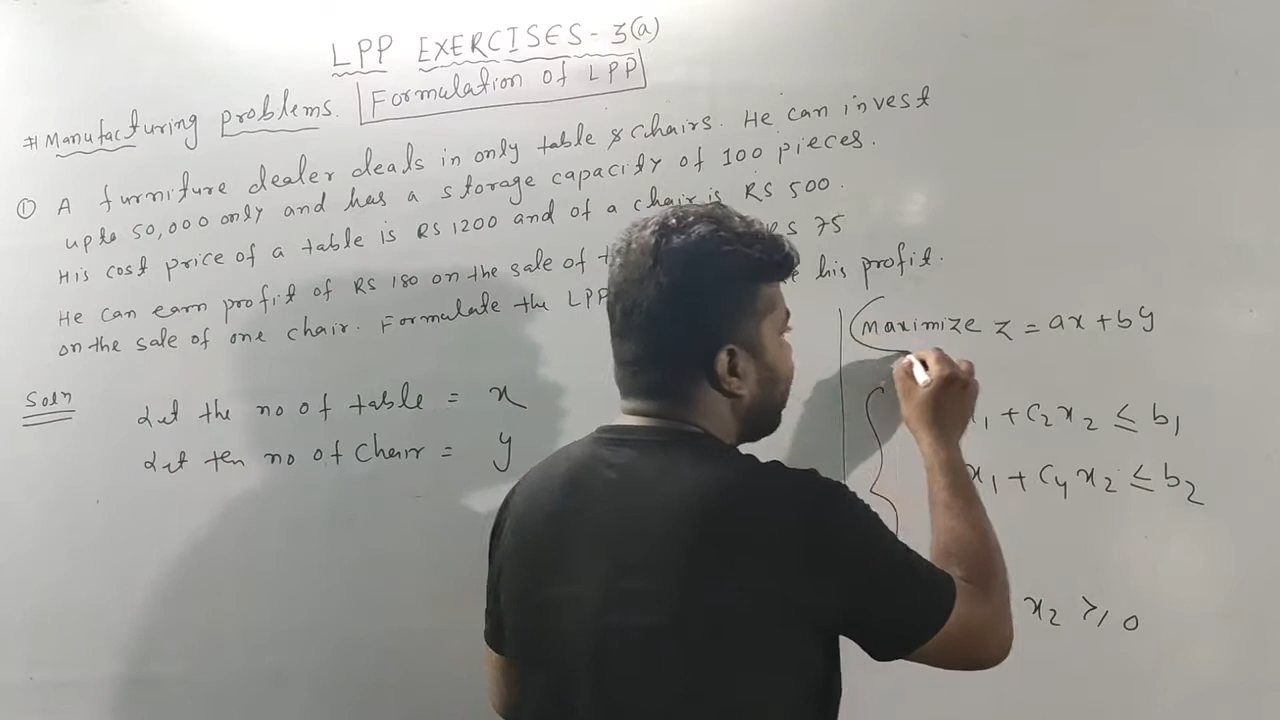 LPP EXERCISES - 3(a)
# Manufacturing problems. Formulation of LPP
① A furniture dealer deals in only table & chairs. He can invest
upto 50,000 only and has a storage capacity of 100 pieces.
His cost price of a table is RS 1200 and of a chair is RS 500.
He can earn profit of RS 180 on the sale of RS 75
on the sale of one chair. Formulate the LPP his profit.
Soln
Let the no of table = x
Let ten no of chair = y
Maximize z = ax + by
x₁ + c₂x₂ ≤ b₁
x₁ + c₄x₂ ≤ b₂
x₂ ≥ 0